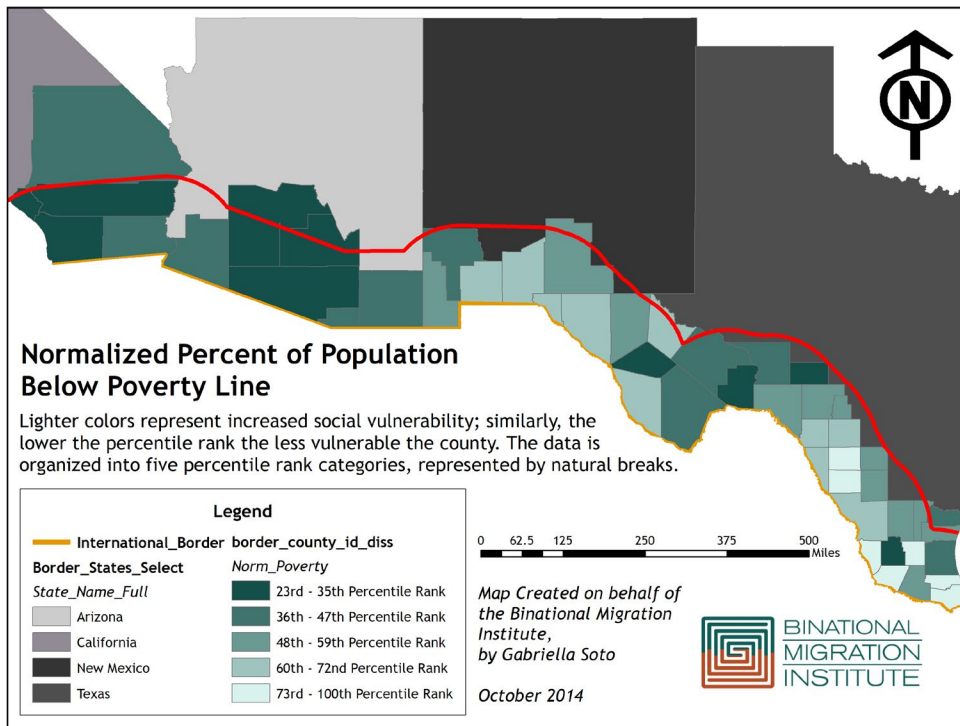 N
Normalized Percent of Population
Below Poverty Line
Lighter colors represent increased social vulnerability; similarly, the
lower the percentile rank the less vulnerable the county. The data is
organized into five percentile rank categories, represented by natural breaks.
Legend
International_Border
Border_States_Select
State_Name_Full
Arizona
California
New Mexico
Texas
border_county_id_diss
Norm_Poverty
23rd - 35th Percentile Rank
36th - 47th Percentile Rank
48th - 59th Percentile Rank
60th - 72nd Percentile Rank
73rd - 100th Percentile Rank
0 62.5 125 250 375 500
Miles
Map Created on behalf of
the Binational Migration
Institute,
by Gabriella Soto
October 2014
BINATIONAL
MIGRATION
INSTITUTE